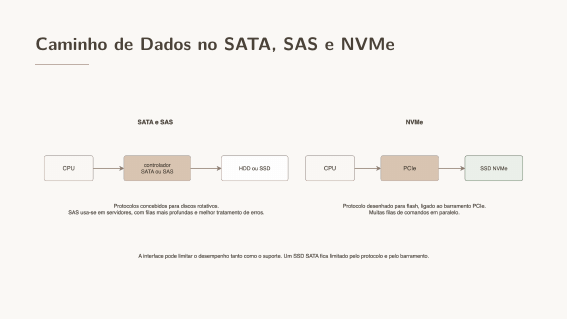 Caminho de Dados no SATA, SAS e NVMe
SATA e SAS
CPU
controlador
SATA ou SAS
HDD ou SSD
Protocolos concebidos para discos rotativos.
SAS usa-se em servidores, com filas mais profundas e melhor tratamento de erros.
NVMe
CPU
PCIe
SSD NVMe
Protocolo desenhado para flash, ligado ao barramento PCIe.
Muitas filas de comandos em paralelo.
A interface pode limitar o desempenho tanto como o suporte. Um SSD SATA fica limitado pelo protocolo e pelo barramento.